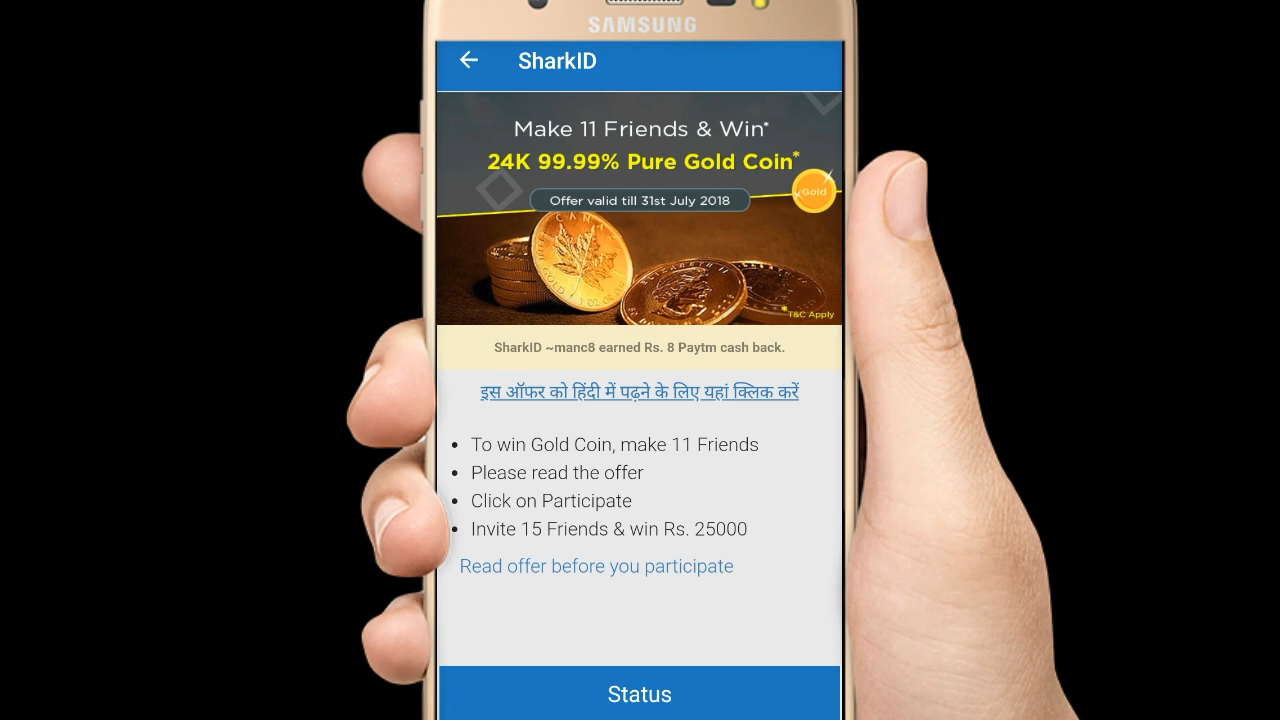 SAMSUNG
SharkID
Make 11 Friends & Win*
24K 99.99% Pure Gold Coin*
Gold
Offer valid till 31st July 2018
CANA
ELIZABETH II
*T&C Apply
SharkID ~manc8 earned Rs. 8 Paytm cash back.
इस ऑफर को हिंदी में पढ़ने के लिए यहां क्लिक करें
• To win Gold Coin, make 11 Friends
• Please read the offer
• Click on Participate
• Invite 15 Friends & win Rs. 25000
Read offer before you participate
Status